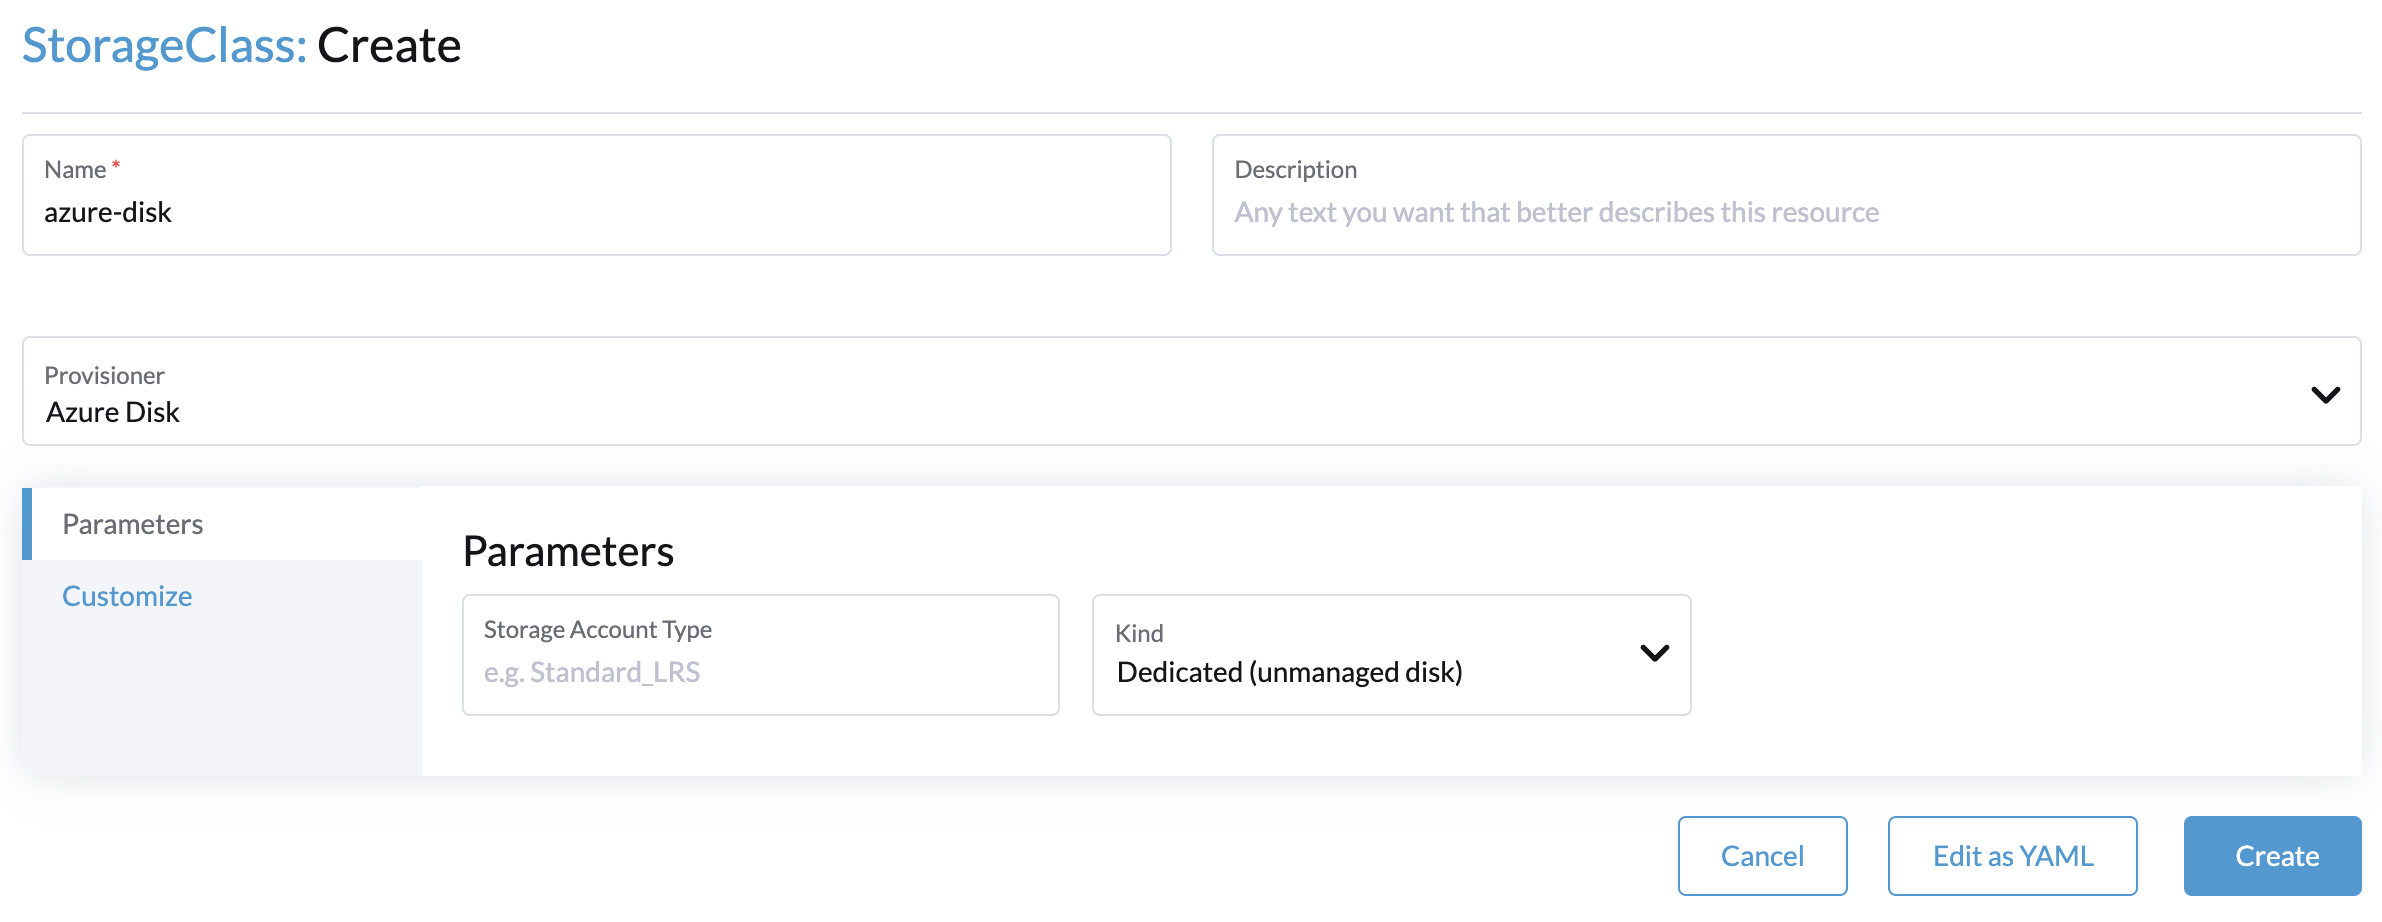 StorageClass: Create
Name *
azure-disk
Description
Any text you want that better describes this resource
Provisioner
Azure Disk
Parameters
Customize
Parameters
Storage Account Type
e.g. Standard_LRS
Kind
Dedicated (unmanaged disk)
Cancel
Edit as YAML
Create